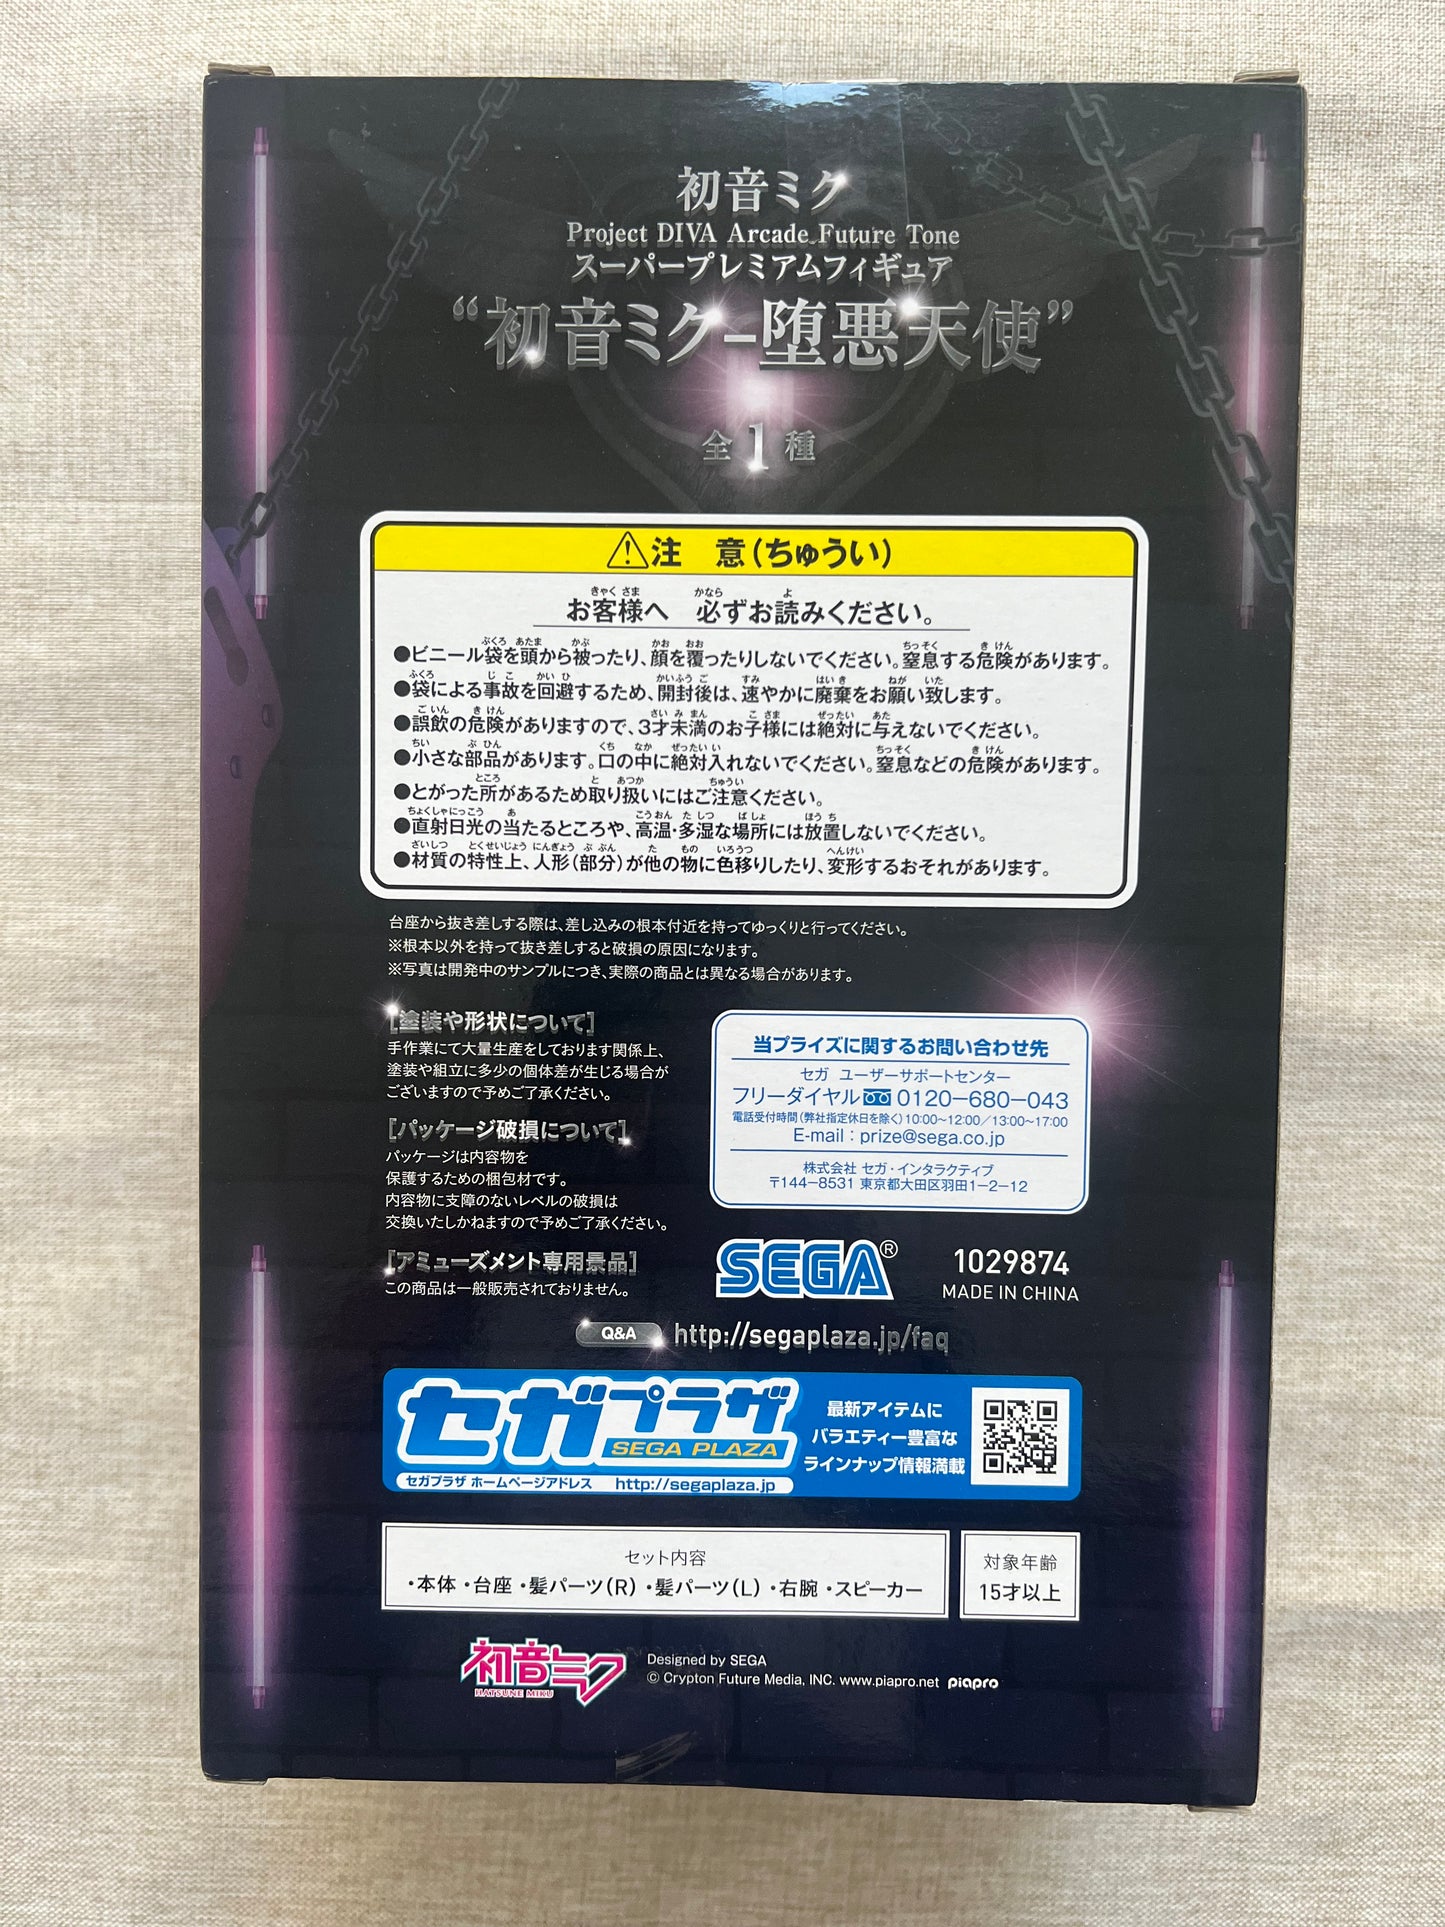 初音ミク
Project DIVA Arcade Future Tone
スーパープレミアムフィギュア
“初音ミク−堕悪天使”
全1種
注 意(ちゅうい)
お客様へ 必ずお読みください。
●ビニール袋を頭から被ったり、顔を覆ったりしないでください。窒息する危険があります。
●袋による事故を回避するため、開封後は、速やかに廃棄をお願い致します。
●誤飲の危険がありますので、3才未満のお子様には絶対に与えないでください。
●小さな部品があります。口の中に絶対入れないでください。窒息などの危険があります。
●とがった所があるため取り扱いにはご注意ください。
●直射日光の当たるところや、高温・多湿な場所には放置しないでください。
●材質の特性上、人形(部分)が他の物に色移りしたり、変形するおそれがあります。
台座から抜き差しする際は、差し込みの根本付近を持ってゆっくりと行ってください。
※根本以外を持って抜き差しすると破損の原因になります。
※写真は開発中のサンプルにつき、実際の商品とは異なる場合があります。
[塗装や形状について]
手作業にて大量生産をしております関係上、
塗装や組立に多少の個体差が生じる場合が
ございますので予めご了承ください。
[パッケージ破損について]
パッケージは内容物を
保護するための梱包材です。
内容物に支障のないレベルの破損は
交換いたしかねますので予めご了承ください。
[アミューズメント専用景品]
この商品は一般販売されておりません。
当プライズに関するお問い合わせ先
セガ ユーザーサポートセンター
フリーダイヤル 0120−680−043
電話受付時間(弊社指定休日を除く)10:00~12:00/13:00~17:00
E-mail : prize@sega.co.jp
株式会社 セガ・インタラクティブ
〒144−8531 東京都大田区羽田1−2−12
SEGA®
1029874
MADE IN CHINA
Q&A http://segaplaza.jp/faq
セガプラザ
SEGA PLAZA
セガプラザ ホームページアドレス http://segaplaza.jp
最新アイテムに
バラエティー豊富な
ラインナップ情報満載
セット内容
・本体 ・台座 ・髪パーツ(R) ・髪パーツ(L) ・右腕 ・スピーカー
対象年齢
15才以上
初音ミク
HATSUNE MIKU
Designed by SEGA
© Crypton Future Media, INC. www.piapro.net piapro